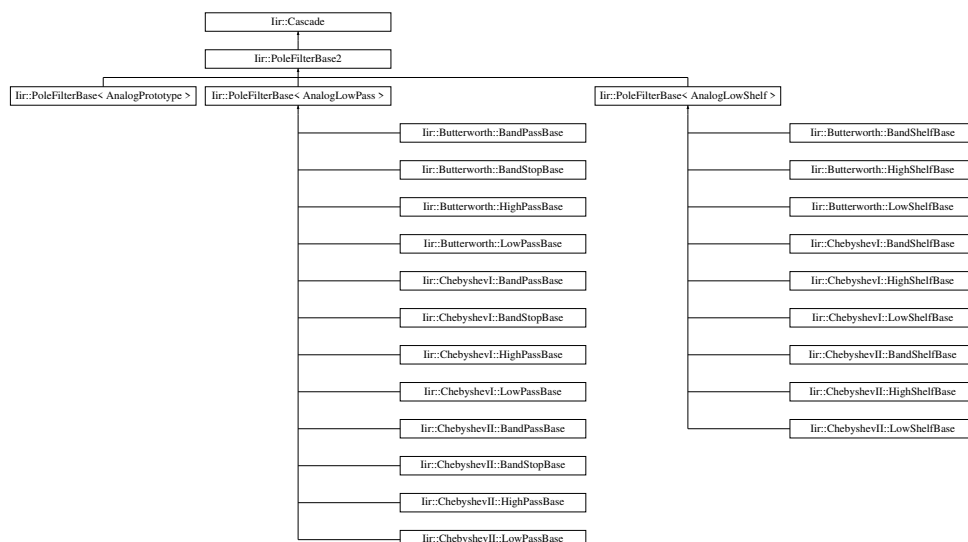 Iir::Cascade
Iir::PoleFilterBase2
Iir::PoleFilterBase< AnalogPrototype >
Iir::PoleFilterBase< AnalogLowPass >
Iir::PoleFilterBase< AnalogLowShelf >
Iir::Butterworth::BandPassBase
Iir::Butterworth::BandStopBase
Iir::Butterworth::HighPassBase
Iir::Butterworth::LowPassBase
Iir::ChebyshevI::BandPassBase
Iir::ChebyshevI::BandStopBase
Iir::ChebyshevI::HighPassBase
Iir::ChebyshevI::LowPassBase
Iir::ChebyshevII::BandPassBase
Iir::ChebyshevII::BandStopBase
Iir::ChebyshevII::HighPassBase
Iir::ChebyshevII::LowPassBase
Iir::Butterworth::BandShelfBase
Iir::Butterworth::HighShelfBase
Iir::Butterworth::LowShelfBase
Iir::ChebyshevI::BandShelfBase
Iir::ChebyshevI::HighShelfBase
Iir::ChebyshevI::LowShelfBase
Iir::ChebyshevII::BandShelfBase
Iir::ChebyshevII::HighShelfBase
Iir::ChebyshevII::LowShelfBase